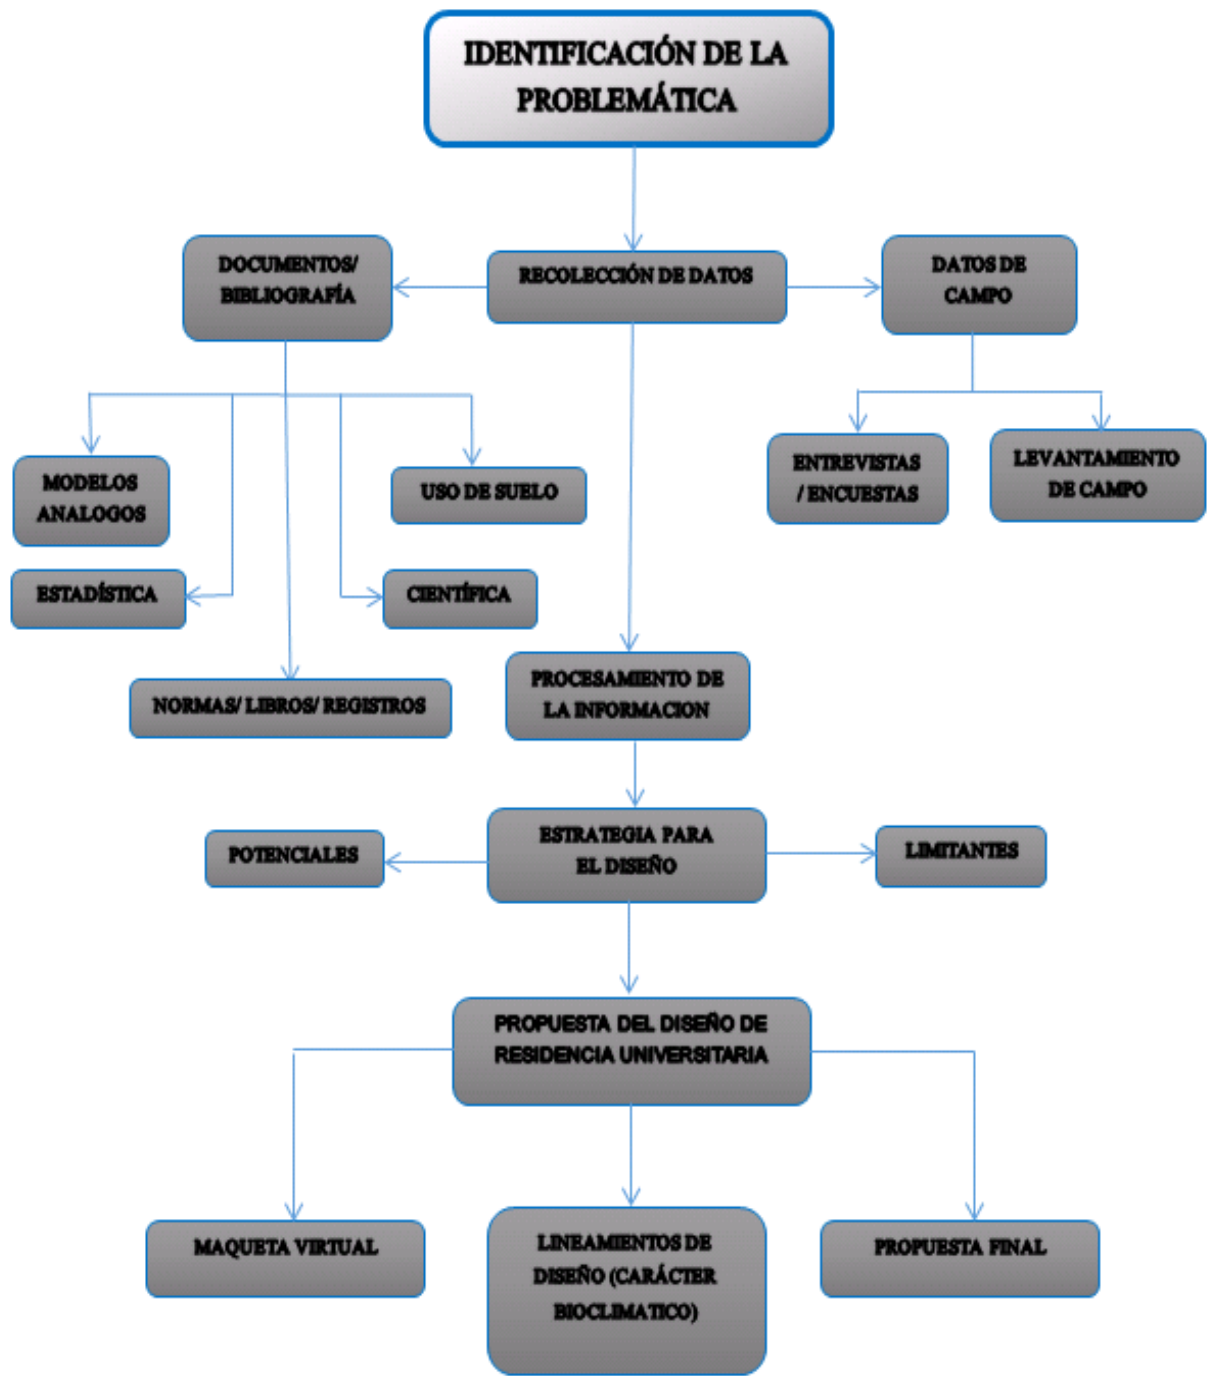 IDENTIFICACIÓN DE LA
PROBLEMÁTICA
DOCUMENTOS/
BIBLIOGRAFÍA
RECOLECCIÓN DE DATOS
DATOS DE
CAMPO
MODELOS
ANALOGOS
USO DE SUELO
ENTREVISTAS
/ ENCUESTAS
LEVANTAMIENTO
DE CAMPO
ESTADÍSTICA
CIENTÍFICA
NORMAS/ LIBROS/ REGISTROS
PROCESAMIENTO DE
LA INFORMACION
POTENCIALES
ESTRATEGIA PARA
EL DISEÑO
LIMITANTES
PROPUESTA DEL DISEÑO DE
RESIDENCIA UNIVERSITARIA
MAQUETA VIRTUAL
LINEAMIENTOS DE
DISEÑO (CARÁCTER
BIOCLIMATICO)
PROPUESTA FINAL